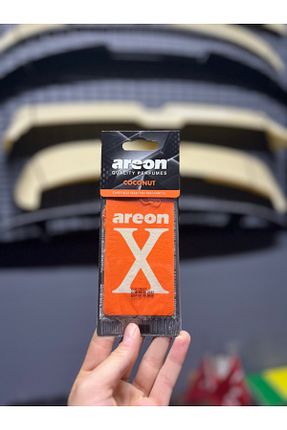 areon
QUALITY PERFUMES
COCONUT
areon
X